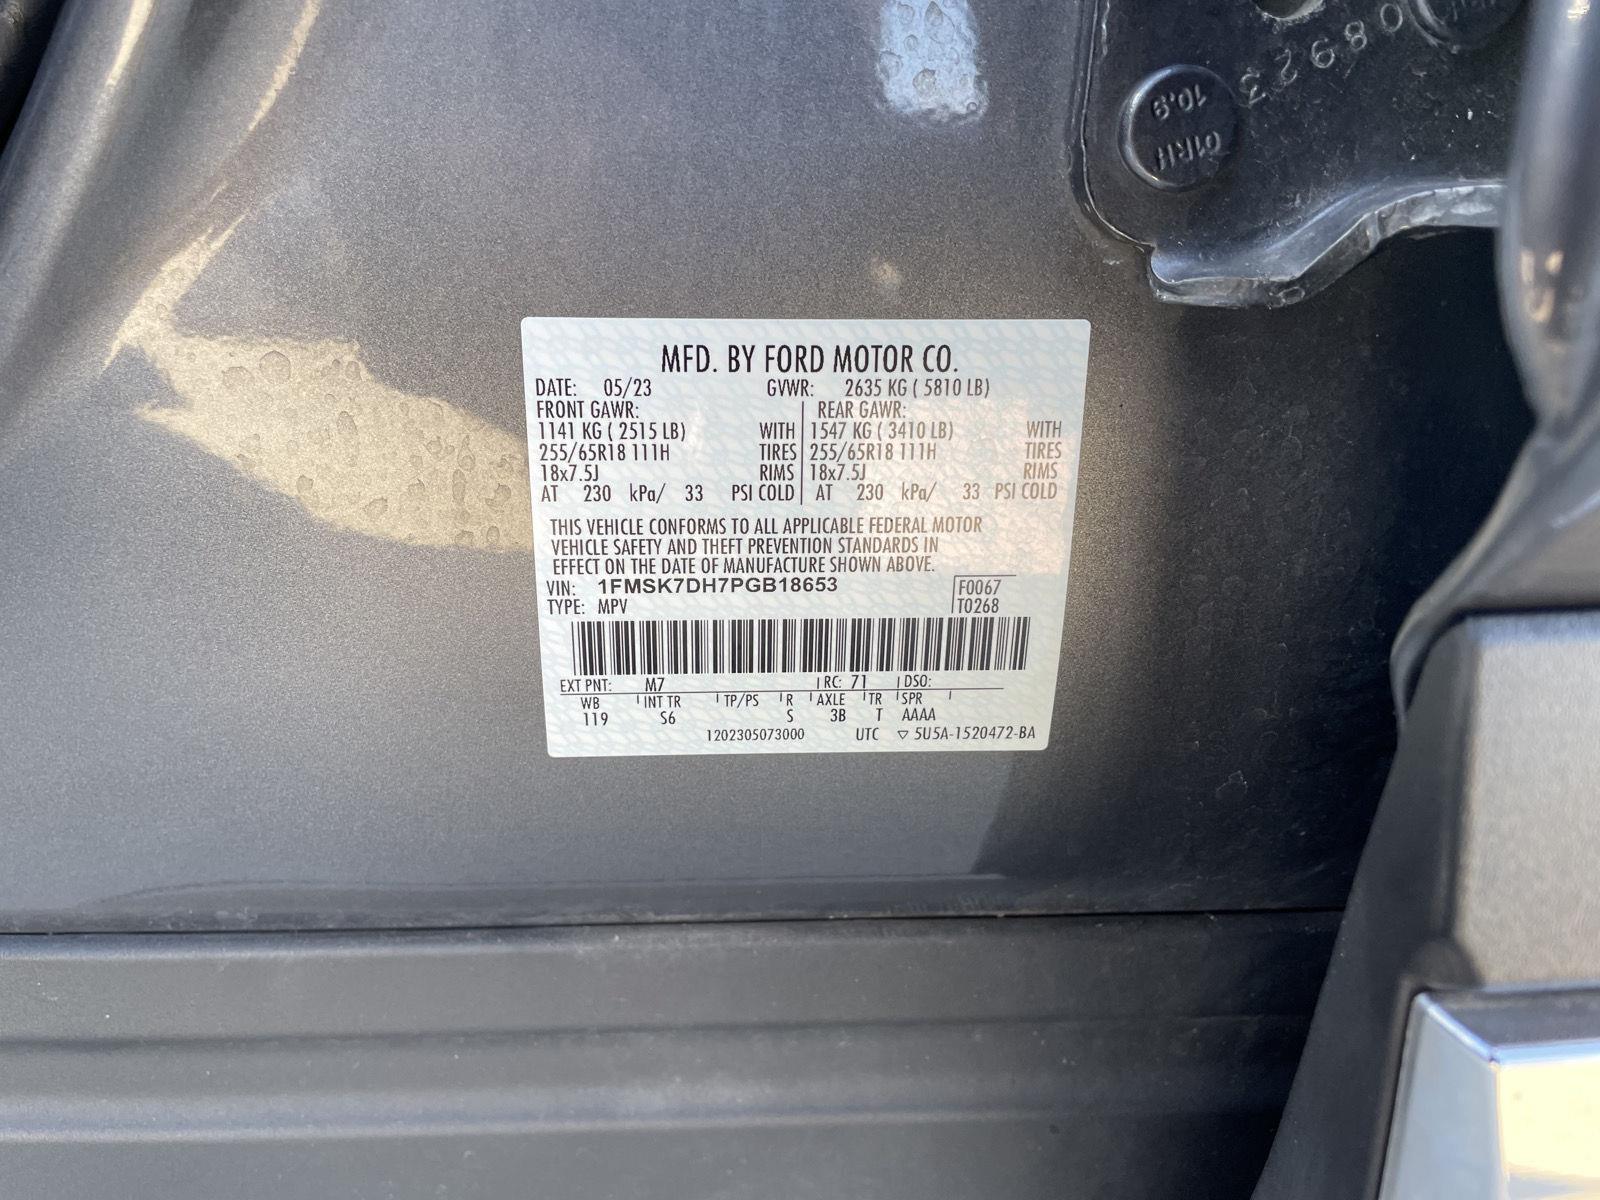 08923
10.9
01RH
MFD. BY FORD MOTOR CO.
DATE: 05/23 GVWR: 2635 KG ( 5810 LB)
FRONT GAWR: REAR GAWR:
1141 KG ( 2515 LB) WITH 1547 KG ( 3410 LB) WITH
255/65R18 111H TIRES 255/65R18 111H TIRES
18x7.5J RIMS 18x7.5J RIMS
AT 230 kPa/ 33 PSI COLD AT 230 kPa/ 33 PSI COLD
THIS VEHICLE CONFORMS TO ALL APPLICABLE FEDERAL MOTOR
VEHICLE SAFETY AND THEFT PREVENTION STANDARDS IN
EFFECT ON THE DATE OF MANUFACTURE SHOWN ABOVE.
VIN: 1FMSK7DH7PGB18653 F0067
TYPE: MPV T0268
EXT PNT: M7 RC: 71 DSO:
WB INT TR TP/PS R AXLE TR SPR
119 S6 S 3B T AAAA
1202305073000 UTC ▽ 5U5A-1520472-BA